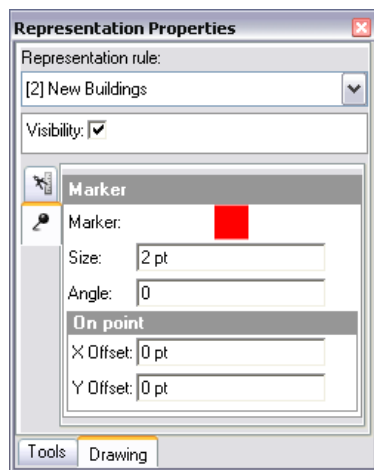 Representation Properties
Representation rule:
[2] New Buildings
Visibility:
Marker
Marker:
Size: 2 pt
Angle: 0
On point
X Offset: 0 pt
Y Offset: 0 pt
Tools Drawing